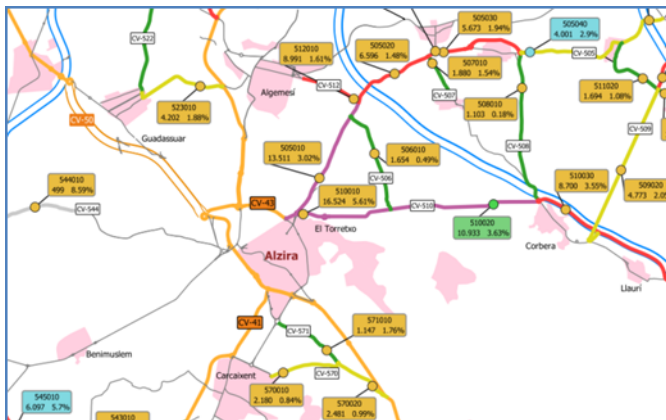 CV-522
512010
8.991 1.61%
505020
6.596 1.48%
505030
5.673 1.94%
505040
4.001 2.9%
CV-505
507010
1.880 1.54%
CV-512
Algemesí
523010
4.202 1.88%
CV-507
508010
1.103 0.18%
511020
1.694 1.08%
CV-50
CV-509
Guadassuar
505010
13.511 3.02%
506010
1.654 0.49%
CV-508
544010
499 8.59%
CV-506
510010
16.524 5.61%
510030
8.700 3.55%
509020
CV-544
CV-43
CV-510
El Torretxo
510020
10.933 3.63%
Corbera
Alzira
Llaurí
CV-41
571010
1.147 1.76%
CV-571
Benimuslem
CV-570
Carcaixent
545010
6.097 5.7%
570010
2.180 0.84%
570020
2.481 0.99%
543010